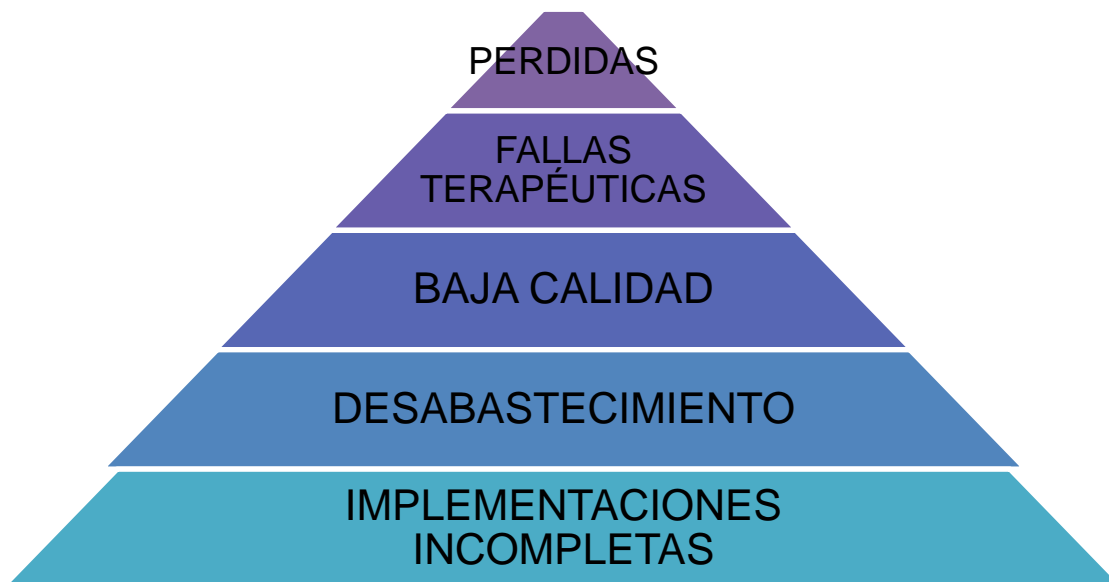 PERDIDAS
FALLAS
TERAPÉUTICAS
BAJA CALIDAD
DESABASTECIMIENTO
IMPLEMENTACIONES
INCOMPLETAS